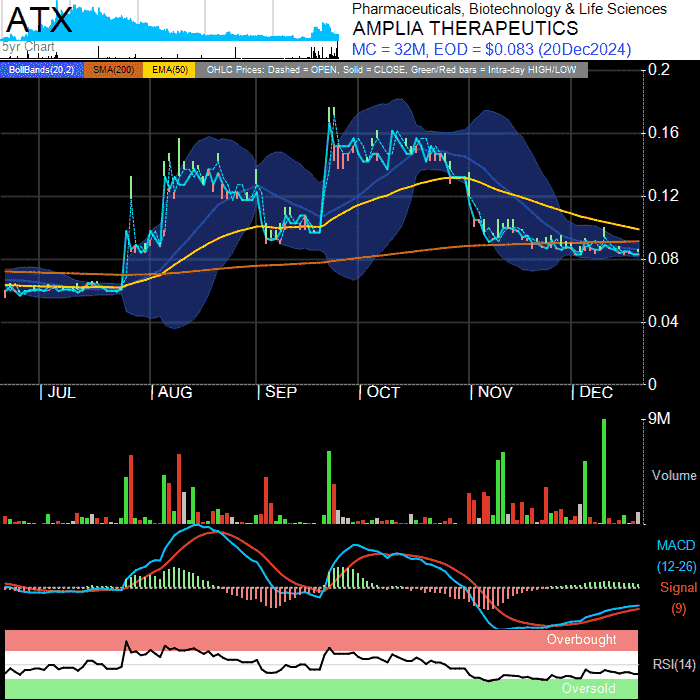 ATX
Pharmaceuticals, Biotechnology & Life Sciences
AMPLIA THERAPEUTICS
5yr Chart
MC = 32M, EOD = $0.083 (20Dec2024)
BollBands(20,2) SMA(200) EMA(50) OHLC Prices: Dashed = OPEN, Solid = CLOSE, Green/Red bars = Intra-day HIGH/LOW
0.2
0.16
0.12
0.08
0.04
0
| JUL | AUG | SEP | OCT | NOV | DEC
9M
Volume
MACD
(12-26)
Signal
(9)
Overbought
RSI(14)
Oversold